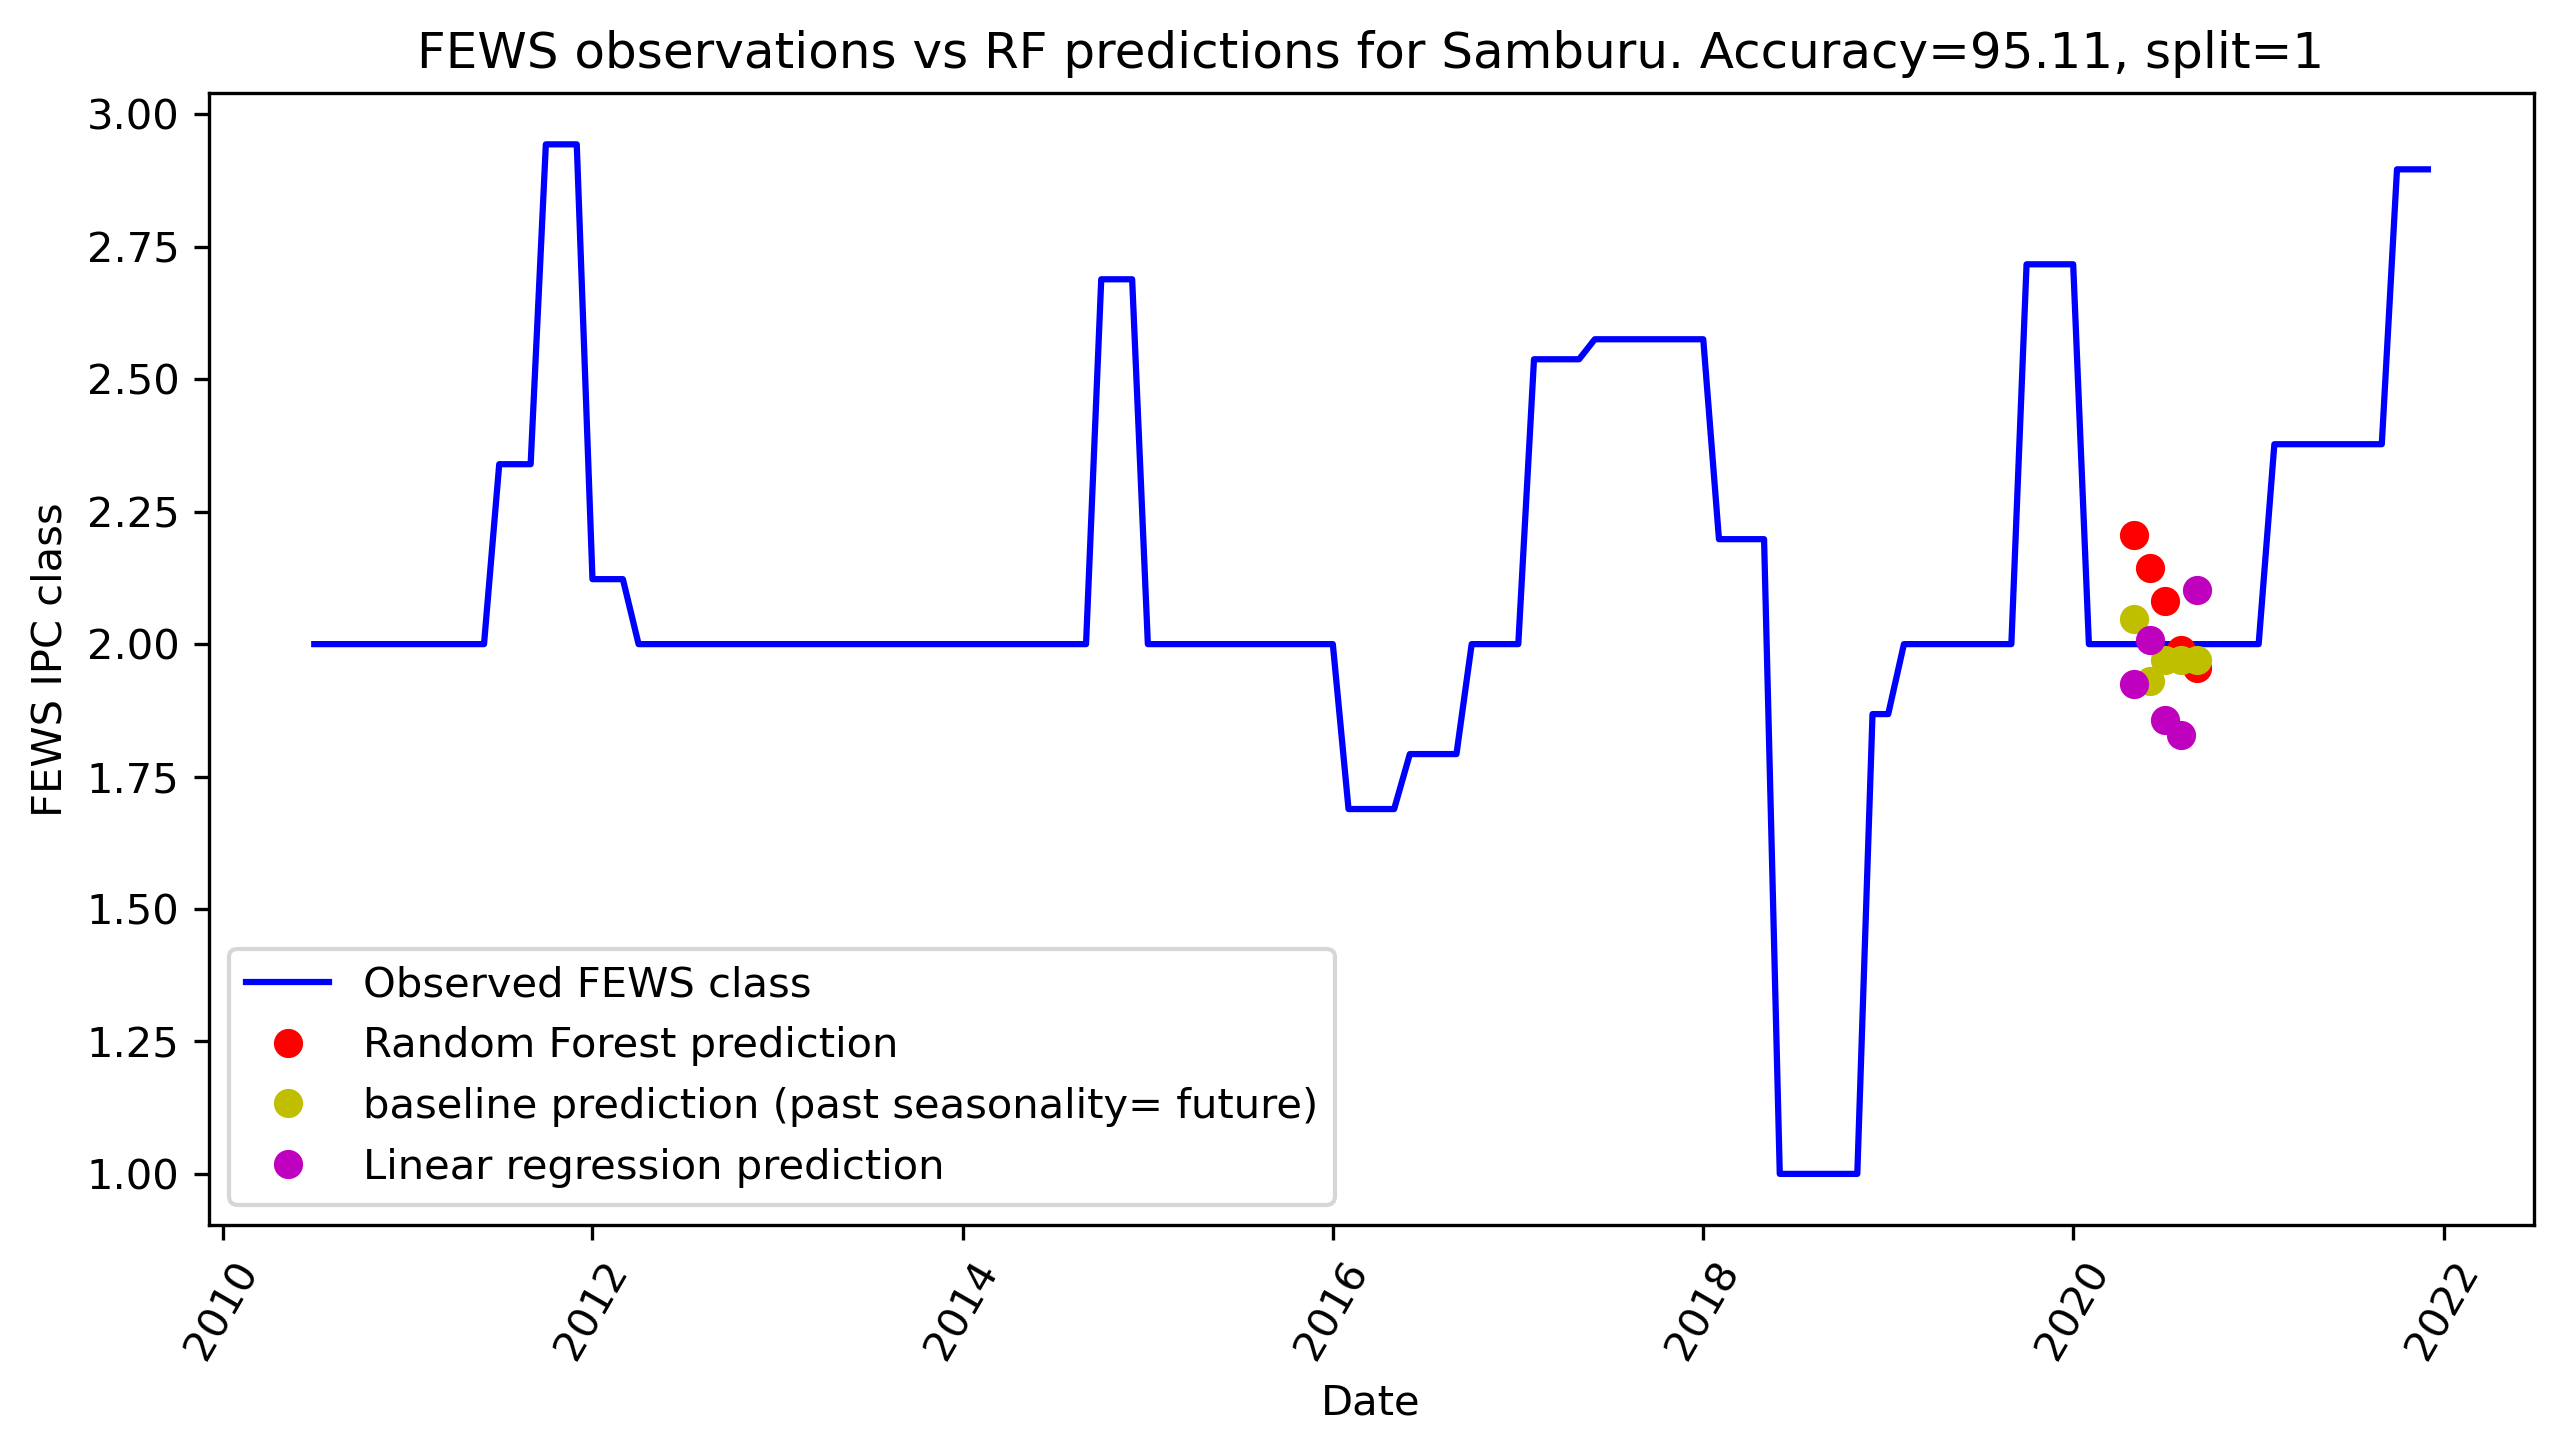 FEWS observations vs RF predictions for Samburu. Accuracy=95.11, split=1
3.00
2.75
2.50
2.25
2.00
1.75
1.50
1.25
1.00
FEWS IPC class
Observed FEWS class
Random Forest prediction
baseline prediction (past seasonality= future)
Linear regression prediction
2010
2012
2014
2016
2018
2020
2022
Date